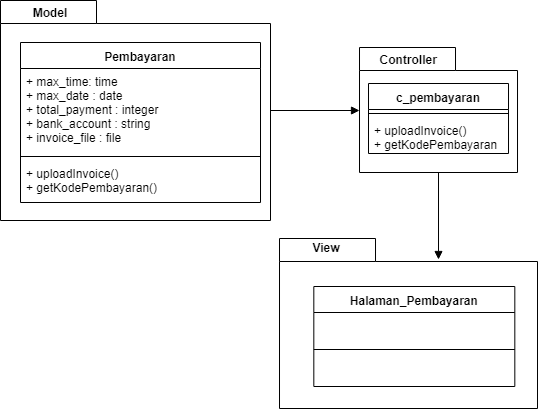 Model
Pembayaran
+ max_time: time
+ max_date : date
+ total_payment : integer
+ bank_account : string
+ invoice_file : file
+ uploadInvoice()
+ getKodePembayaran()
Controller
c_pembayaran
+ uploadInvoice()
+ getKodePembayaran
View
Halaman_Pembayaran